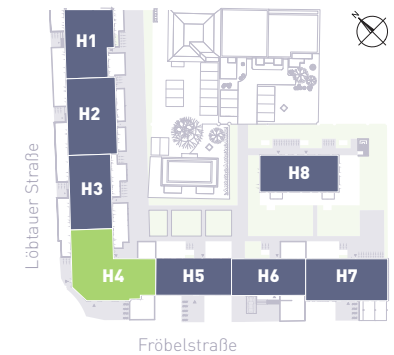 N
H1
H2
H3
H8
H4
H5
H6
H7
Löbtauer Straße
Fröbelstraße